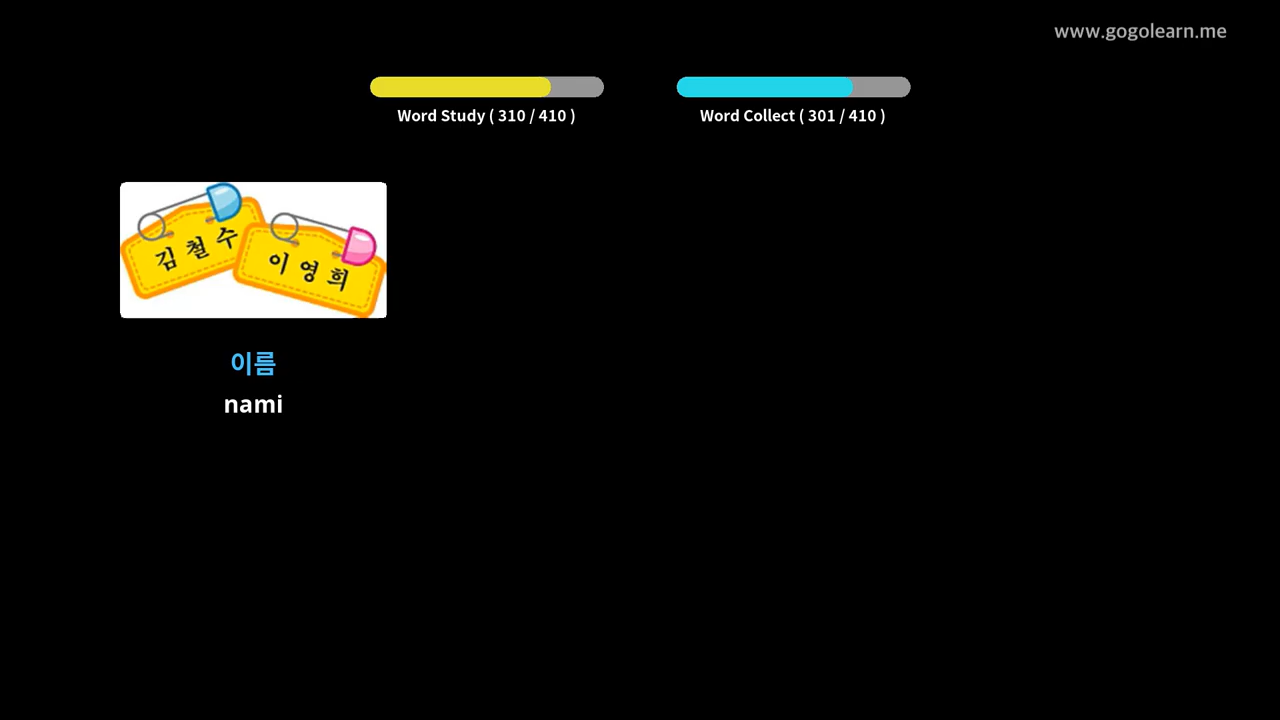 www.gogolearn.me
Word Study ( 310 / 410 )
Word Collect ( 301 / 410 )
김철수
이영희
이름
nami